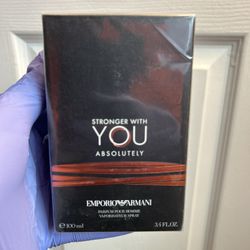 STRONGER WITH
YOU
ABSOLUTELY
EMPORIO ARMANI
PARFUM POUR HOMME
VAPORISATEUR SPRAY
℮ 100 ml 3.4 FL.OZ.